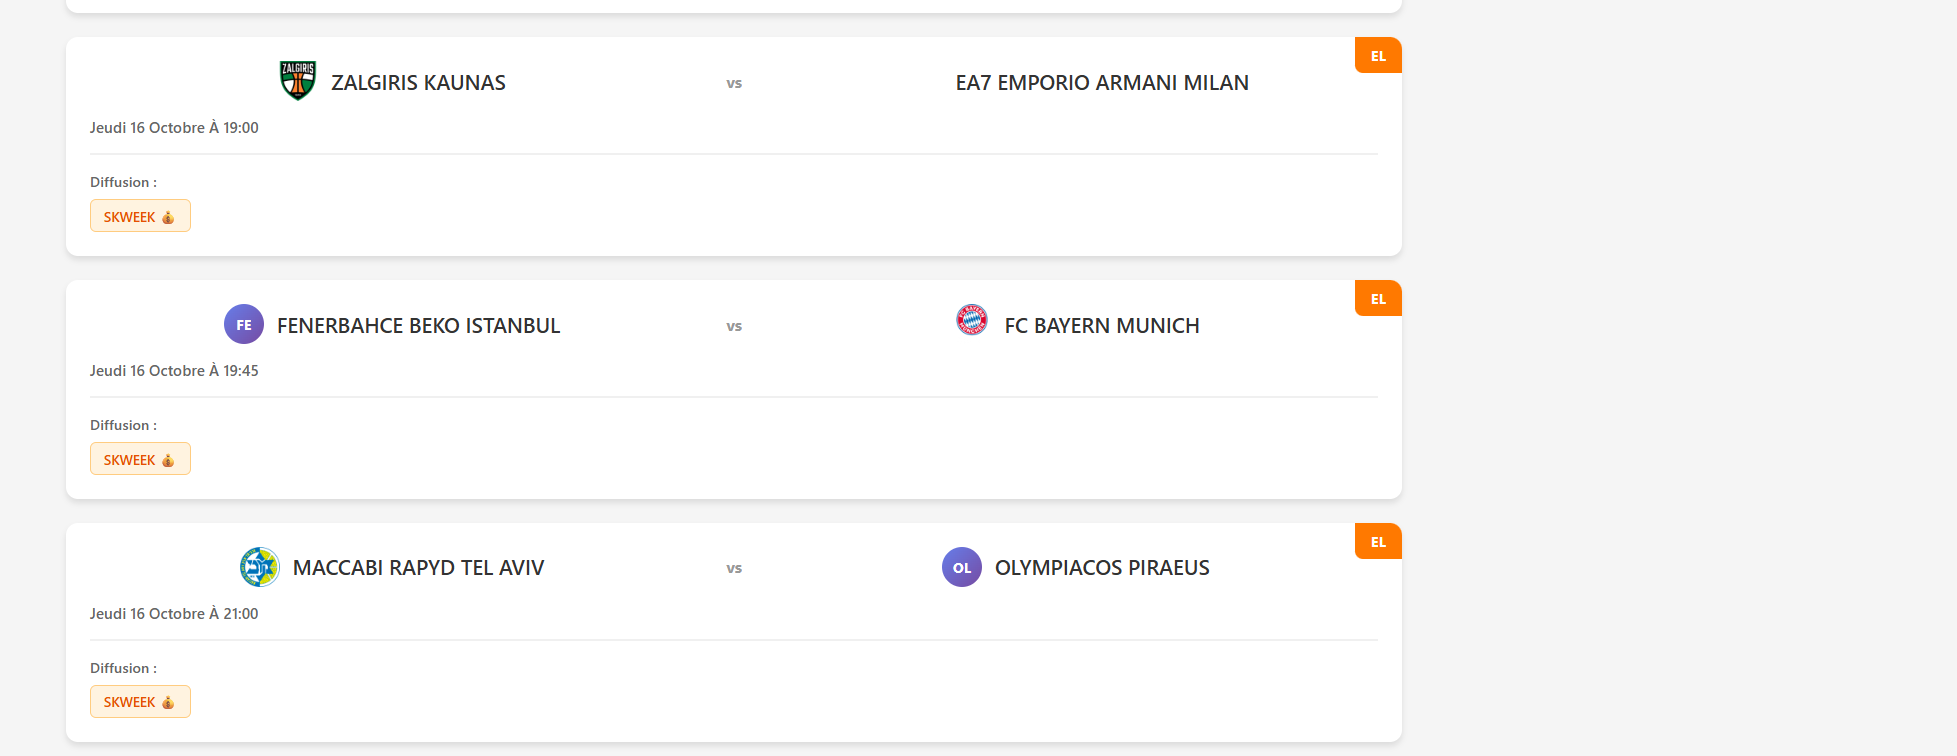 EL
ZALGIRIS
ZALGIRIS KAUNAS vs EA7 EMPORIO ARMANI MILAN
Jeudi 16 Octobre À 19:00
Diffusion :
SKWEEK 💰
EL
FE FENERBAHCE BEKO ISTANBUL vs FC BAYERN MUNICH
Jeudi 16 Octobre À 19:45
Diffusion :
SKWEEK 💰
EL
MACCABI RAPYD TEL AVIV vs OL OLYMPIACOS PIRAEUS
Jeudi 16 Octobre À 21:00
Diffusion :
SKWEEK 💰